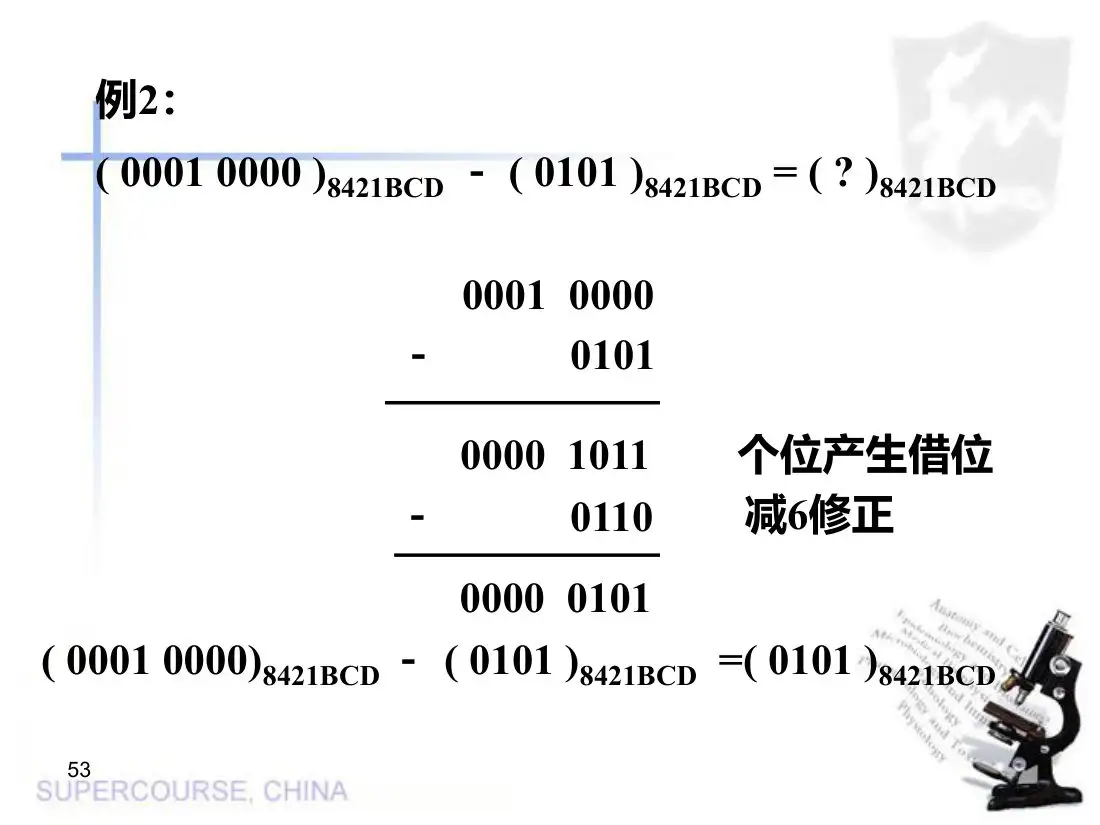 例2：
( 0001 0000 )8421BCD - ( 0101 )8421BCD = ( ? )8421BCD
0001 0000
- 0101
0000 1011 个位产生借位
- 0110 减6修正
0000 0101
( 0001 0000)8421BCD - ( 0101 )8421BCD =( 0101 )8421BCD
53
SUPERCOURSE, CHINA